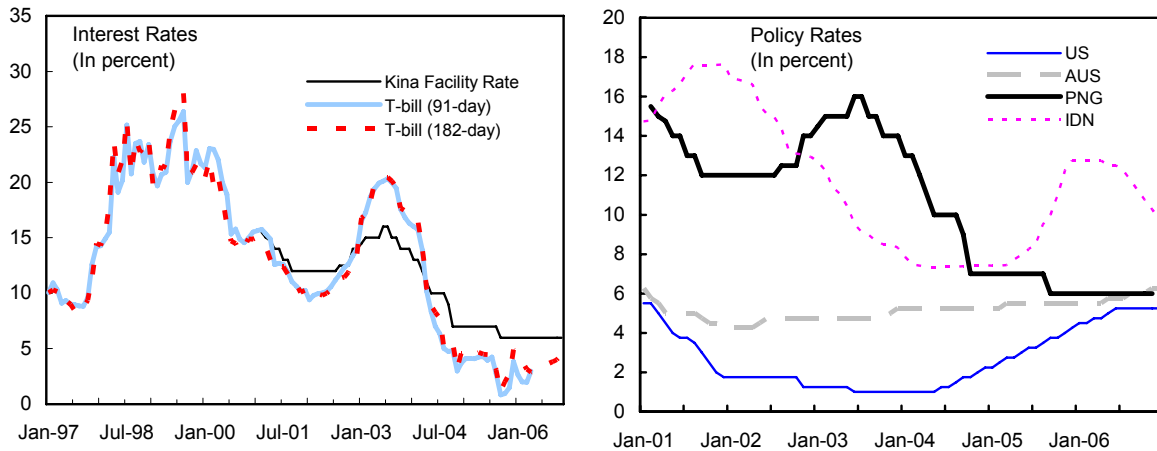 Interest Rates
(In percent)
Kina Facility Rate
T-bill (91-day)
T-bill (182-day)
35
30
25
20
15
10
5
0
Jan-97 Jul-98 Jan-00 Jul-01 Jan-03 Jul-04 Jan-06
Policy Rates
(In percent)
US
AUS
PNG
IDN
20
18
16
14
12
10
8
6
4
2
0
Jan-01 Jan-02 Jan-03 Jan-04 Jan-05 Jan-06